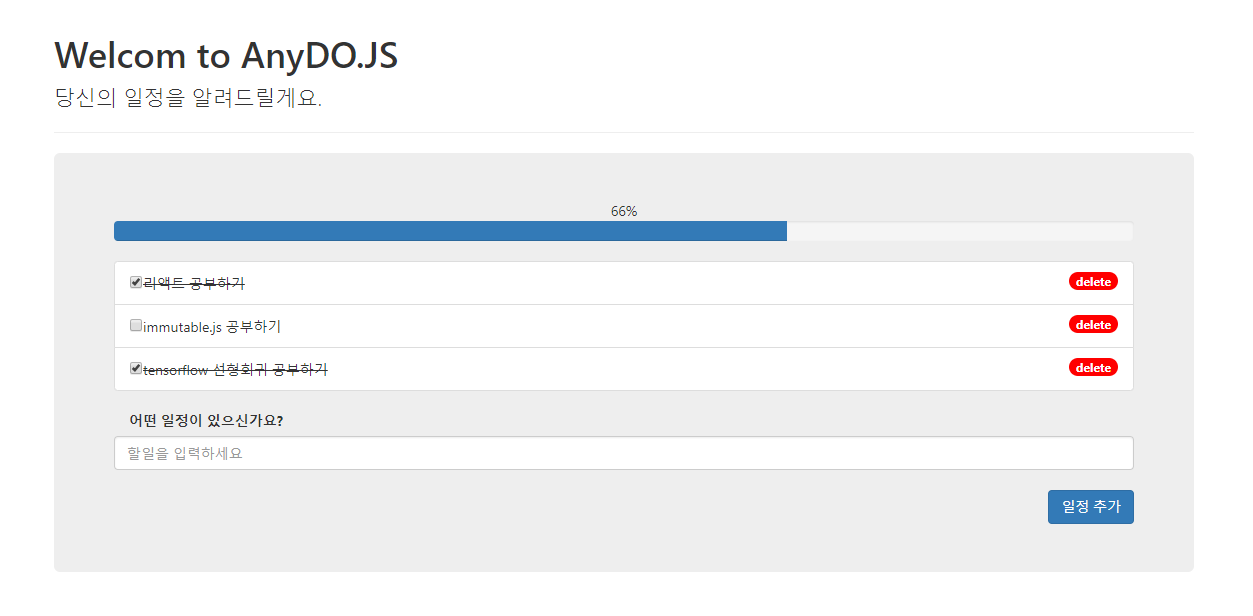 Welcom to AnyDO.JS
당신의 일정을 알려드릴게요.
66%
리액트 공부하기 delete
immutable.js 공부하기 delete
tensorflow 선형회귀 공부하기 delete
어떤 일정이 있으신가요?
할일을 입력하세요
일정 추가